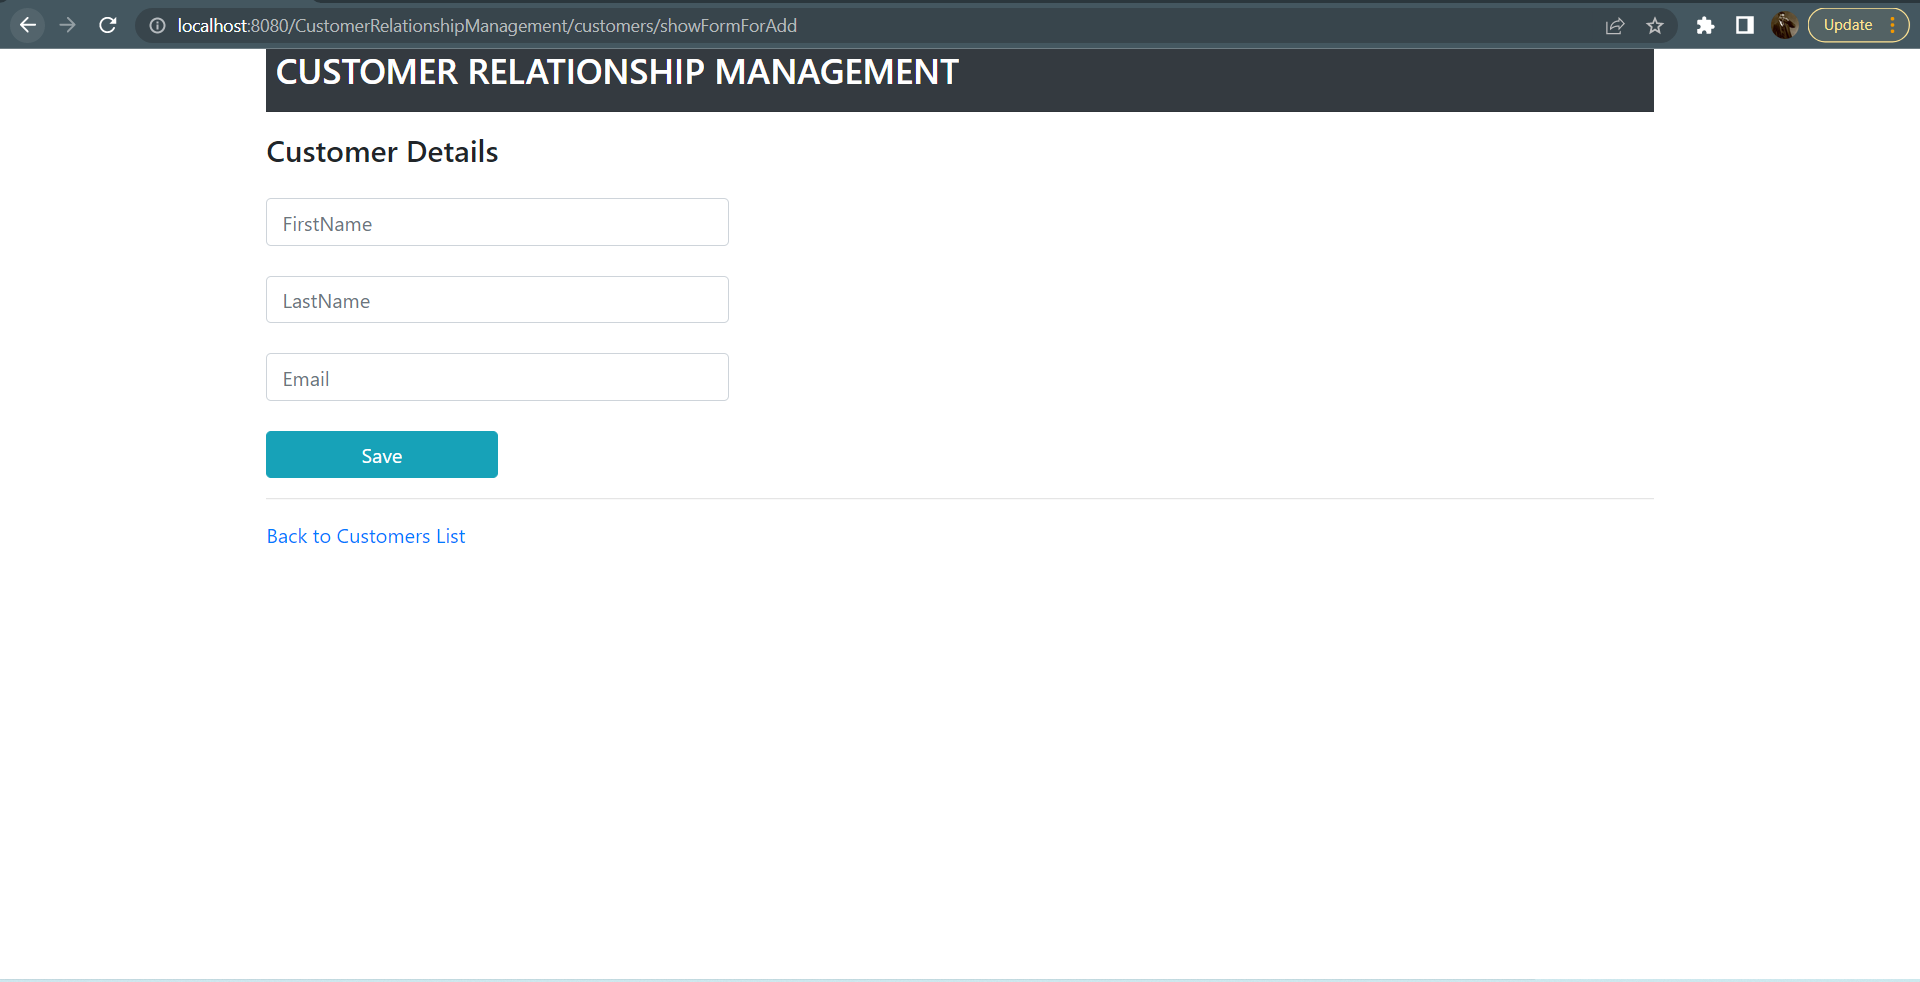 localhost:8080/CustomerRelationshipManagement/customers/showFormForAdd
Update
CUSTOMER RELATIONSHIP MANAGEMENT
Customer Details
FirstName
LastName
Email
Save
Back to Customers List